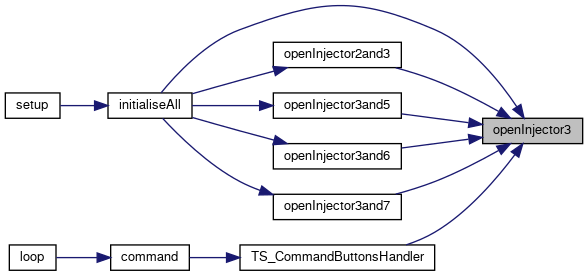 openInjector2and3
setup
initialiseAll
openInjector3and5
openInjector3
openInjector3and6
openInjector3and7
loop
command
TS_CommandButtonsHandler